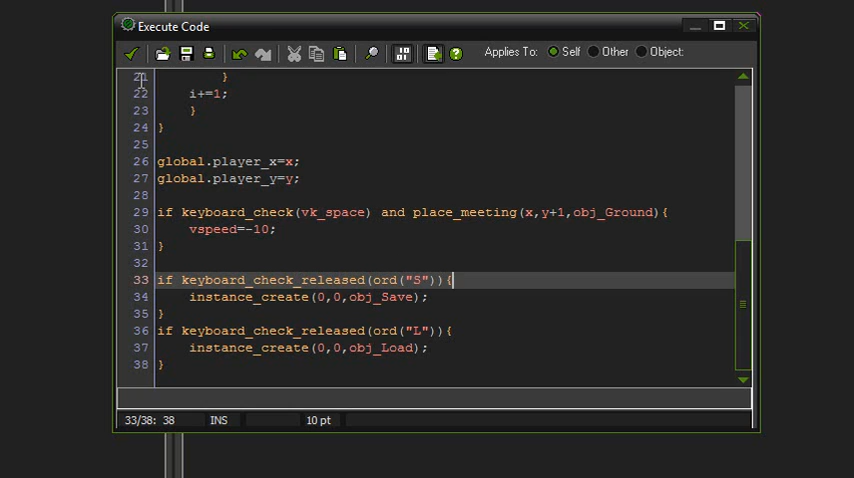 Execute Code
Applies To: Self Other Object:
21 }
22 i+=1;
23 }
24 }
25
26 global.player_x=x;
27 global.player_y=y;
28
29 if keyboard_check(vk_space) and place_meeting(x,y+1,obj_Ground){
30 vspeed=-10;
31 }
32
33 if keyboard_check_released(ord("S")){
34 instance_create(0,0,obj_Save);
35 }
36 if keyboard_check_released(ord("L")){
37 instance_create(0,0,obj_Load);
38 }
33/38: 38 INS 10 pt